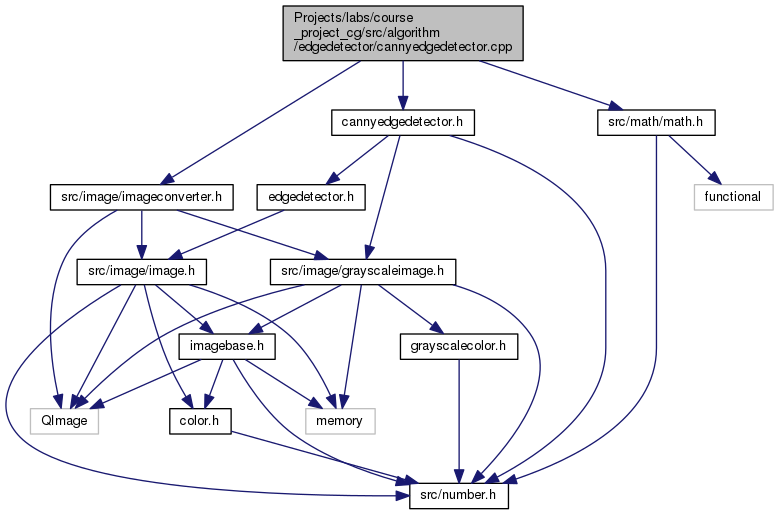 Projects/labs/course
_project_cg/src/algorithm
/edgedetector/cannyedgedetector.cpp
cannyedgedetector.h
src/math/math.h
src/image/imageconverter.h
edgedetector.h
functional
src/image/image.h
src/image/grayscaleimage.h
imagebase.h
grayscalecolor.h
QImage
color.h
memory
src/number.h